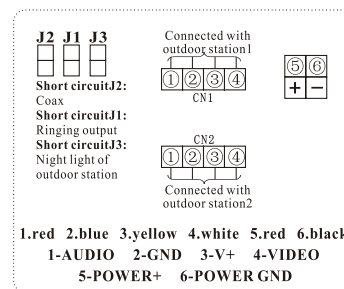 J2 J1 J3
Short circuitJ2:
Coax
Short circuitJ1:
Ringing output
Short circuitJ3:
Night light of
outdoor station
Connected with
outdoor station1
① ② ③ ④
CN1
⑤ ⑥
+ −
CN2
① ② ③ ④
Connected with
outdoor station2
1.red 2.blue 3.yellow 4.white 5.red 6.black
1-AUDIO 2-GND 3-V+ 4-VIDEO
5-POWER+ 6-POWER GND